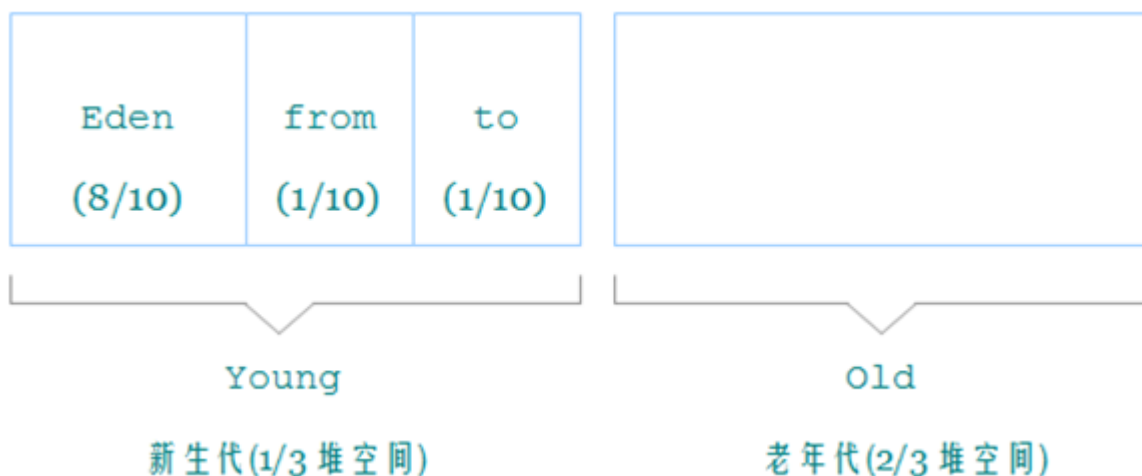 Eden from to
(8/10) (1/10) (1/10)
Young Old
新生代(1/3 堆空间) 老年代(2/3 堆空间)